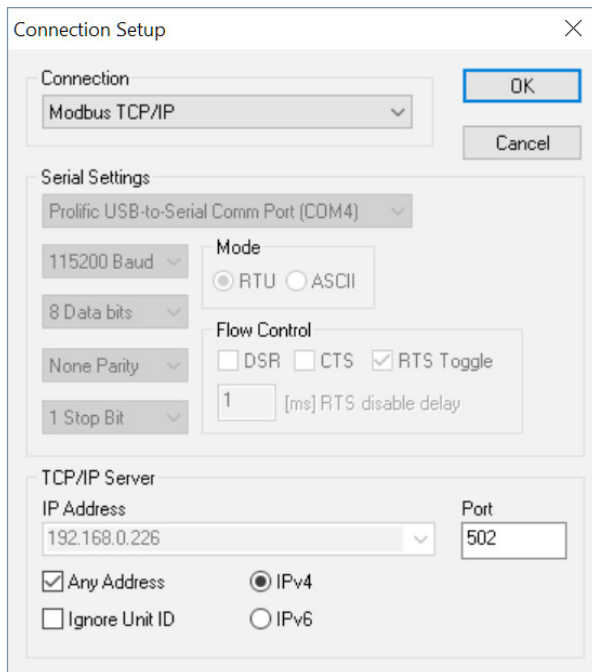 Connection Setup
Connection
OK
Modbus TCP/IP
Cancel
Serial Settings
Prolific USB-to-Serial Comm Port (COM4)
Mode
115200 Baud
RTU
ASCII
8 Data bits
Flow Control
DSR
CTS
RTS Toggle
None Parity
1
[ms] RTS disable delay
1 Stop Bit
TCP/IP Server
IP Address
Port
192.168.0.226
502
Any Address
IPv4
Ignore Unit ID
IPv6